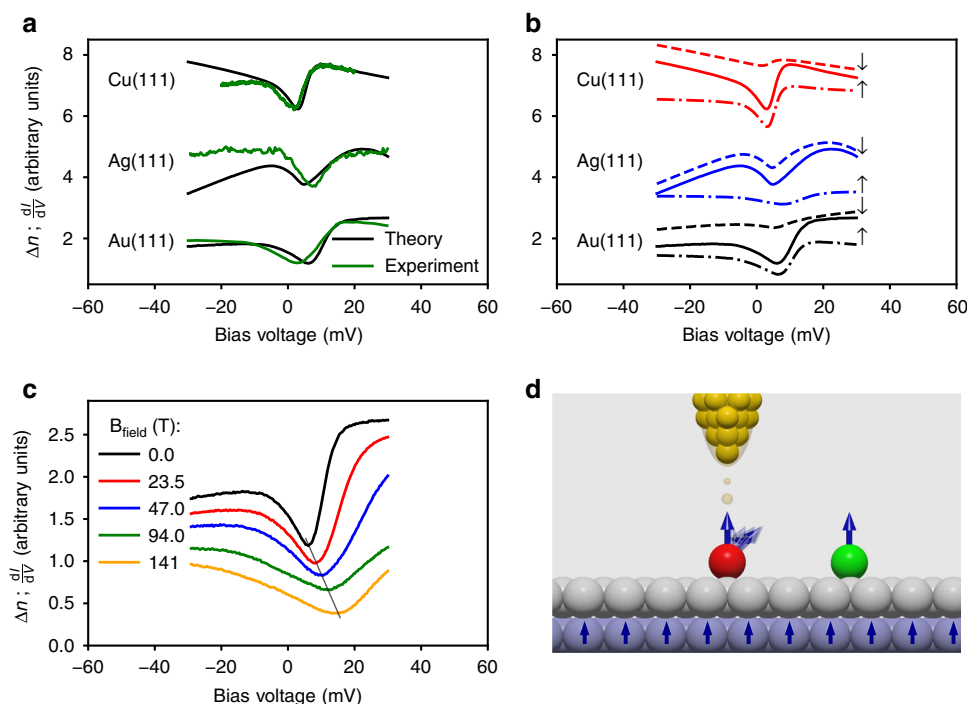 a
Δn ; dI/dV (arbitrary units)
8
6
4
2
Cu(111)
Ag(111)
Au(111)
Theory
Experiment
−60 −40 −20 0 20 40 60
Bias voltage (mV)
b
8
6
4
2
Cu(111)
Ag(111)
Au(111)
↓
↑
↓
↑
↓
↑
−60 −40 −20 0 20 40 60
Bias voltage (mV)
c
Δn ; dI/dV (arbitrary units)
2.5
2.0
1.5
1.0
0.5
0.0
Bfield (T):
0.0
23.5
47.0
94.0
141
−60 −40 −20 0 20 40 60
Bias voltage (mV)
d